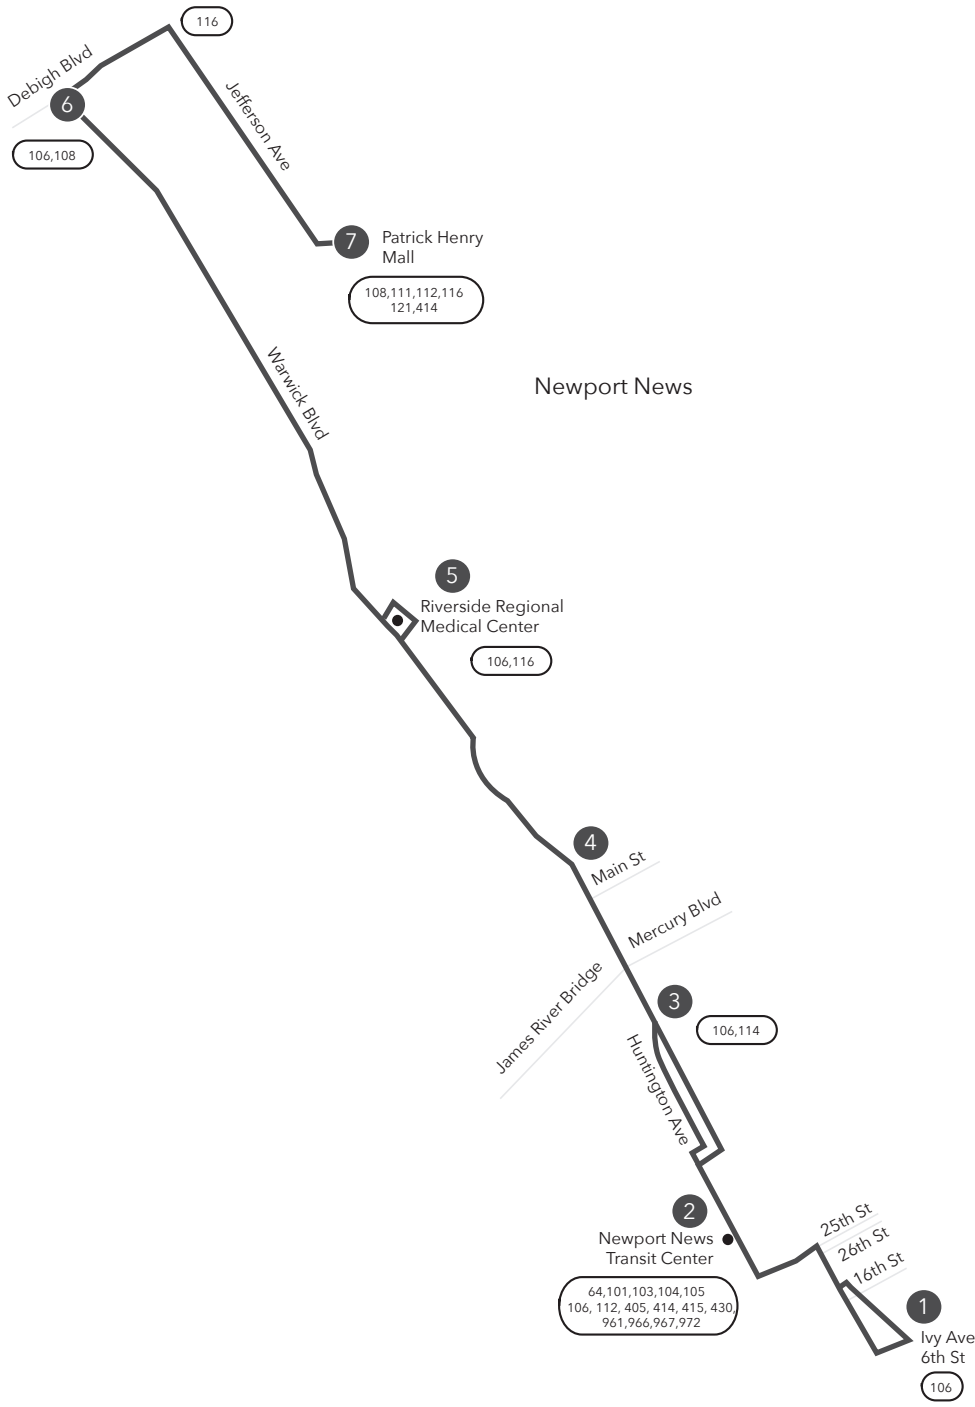 116
Debigh Blvd
6
106,108
Jefferson Ave
7
Patrick Henry
Mall
108,111,112,116
121,414
Warwick Blvd
Newport News
5
Riverside Regional
Medical Center
106,116
4
Main St
Mercury Blvd
James River Bridge
3
106,114
Huntington Ave
2
Newport News
Transit Center
64,101,103,104,105
106, 112, 405, 414, 415, 430,
961,966,967,972
25th St
26th St
16th St
1
Ivy Ave
6th St
106